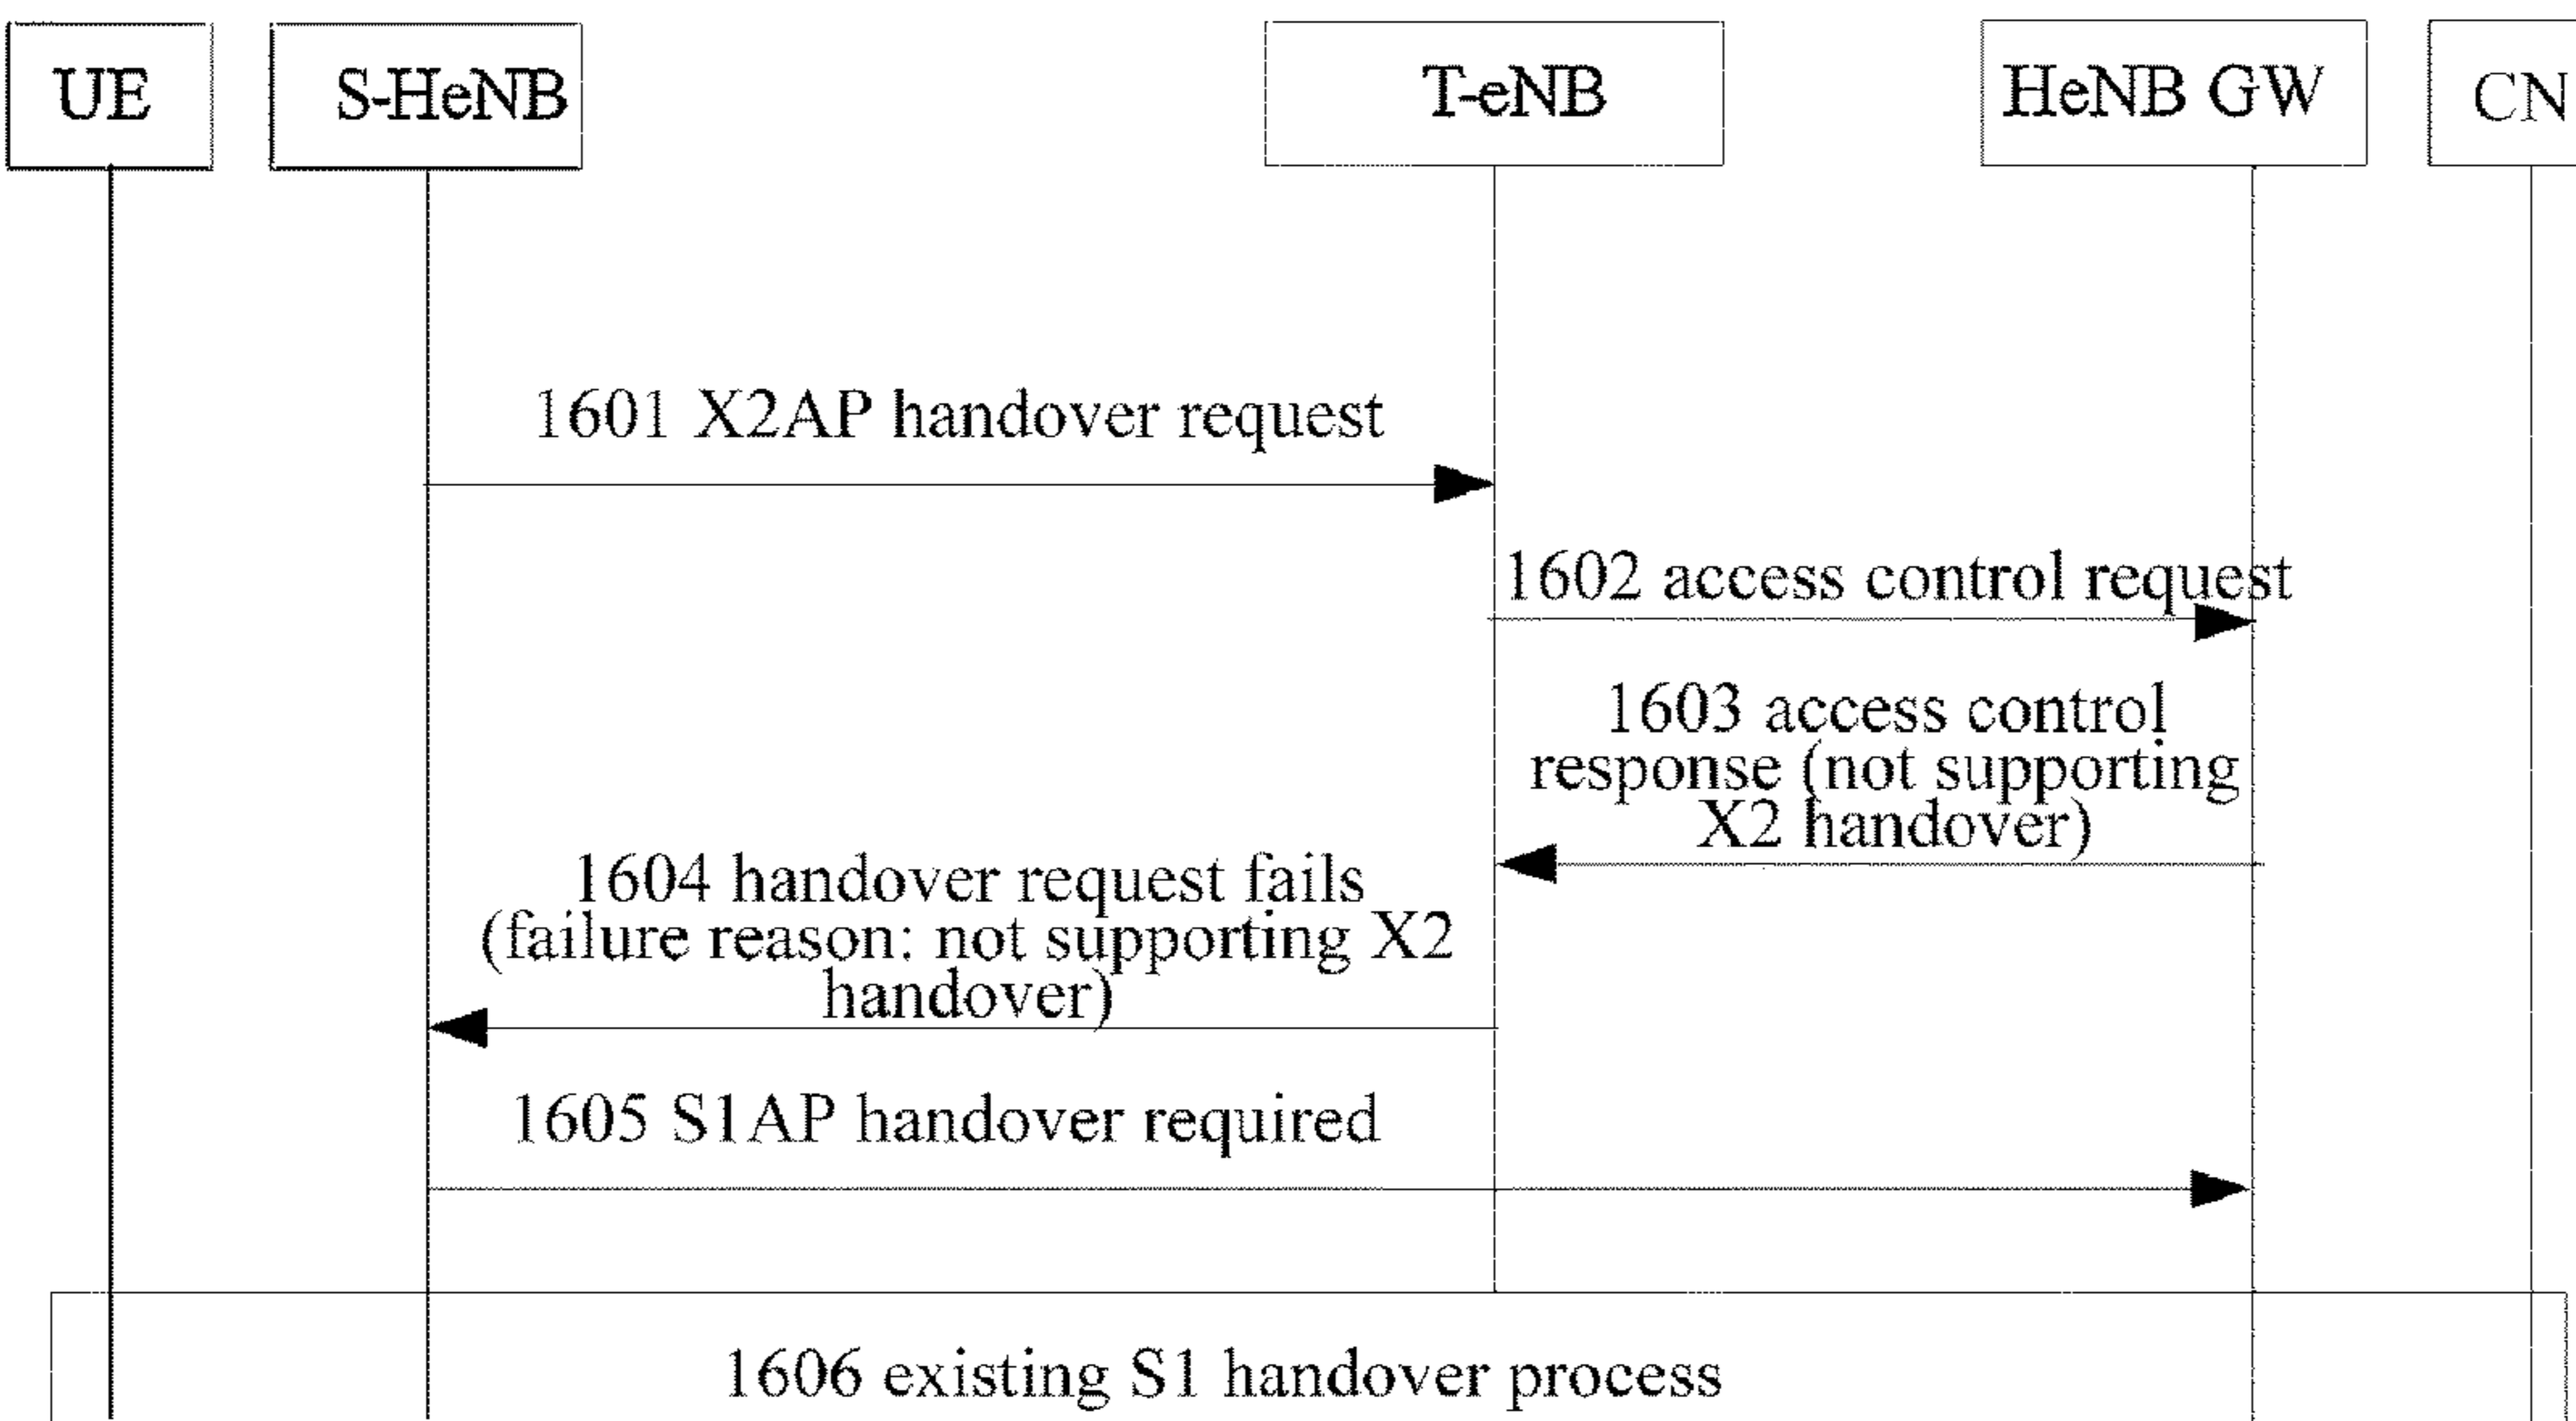 UE
S-HeNB
T-eNB
HeNB GW
CN
1601 X2AP handover request
1602 access control request
1603 access control
response (not supporting
X2 handover)
1604 handover request fails
(failure reason: not supporting X2
handover)
1605 S1AP handover required
1606 existing S1 handover process